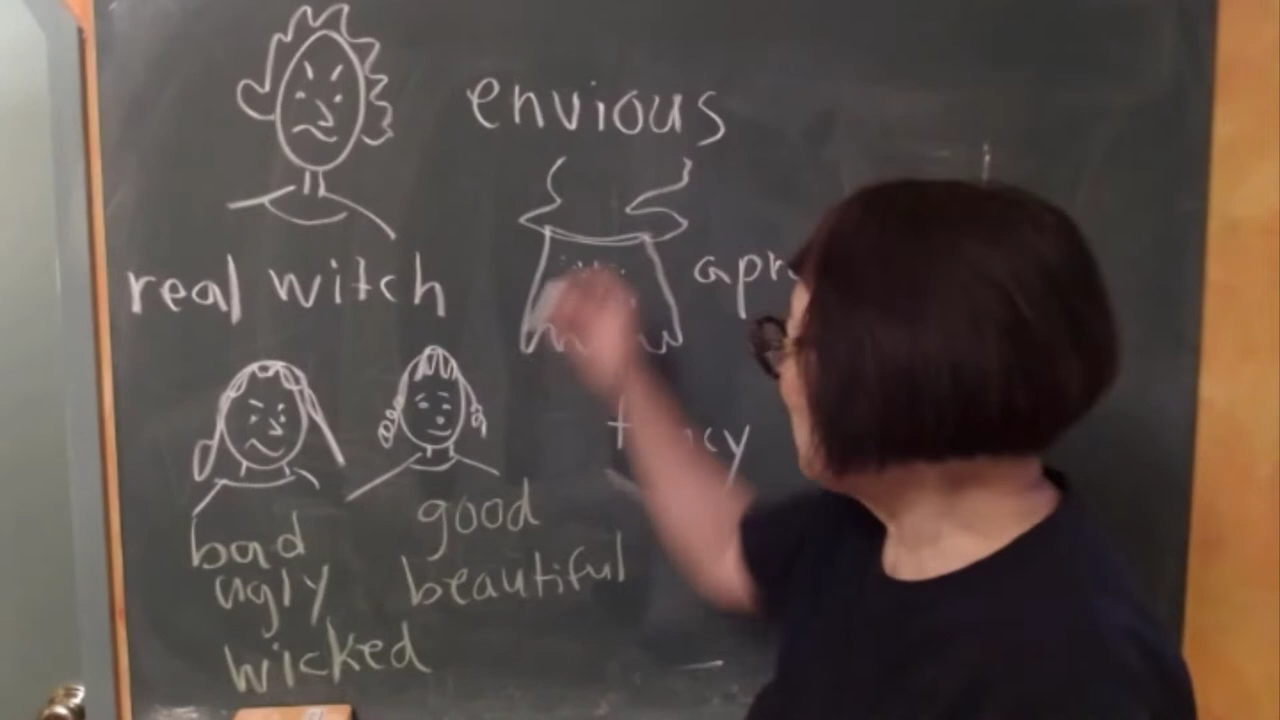 envious
real witch
good
bad
beautiful
ugly
wicked